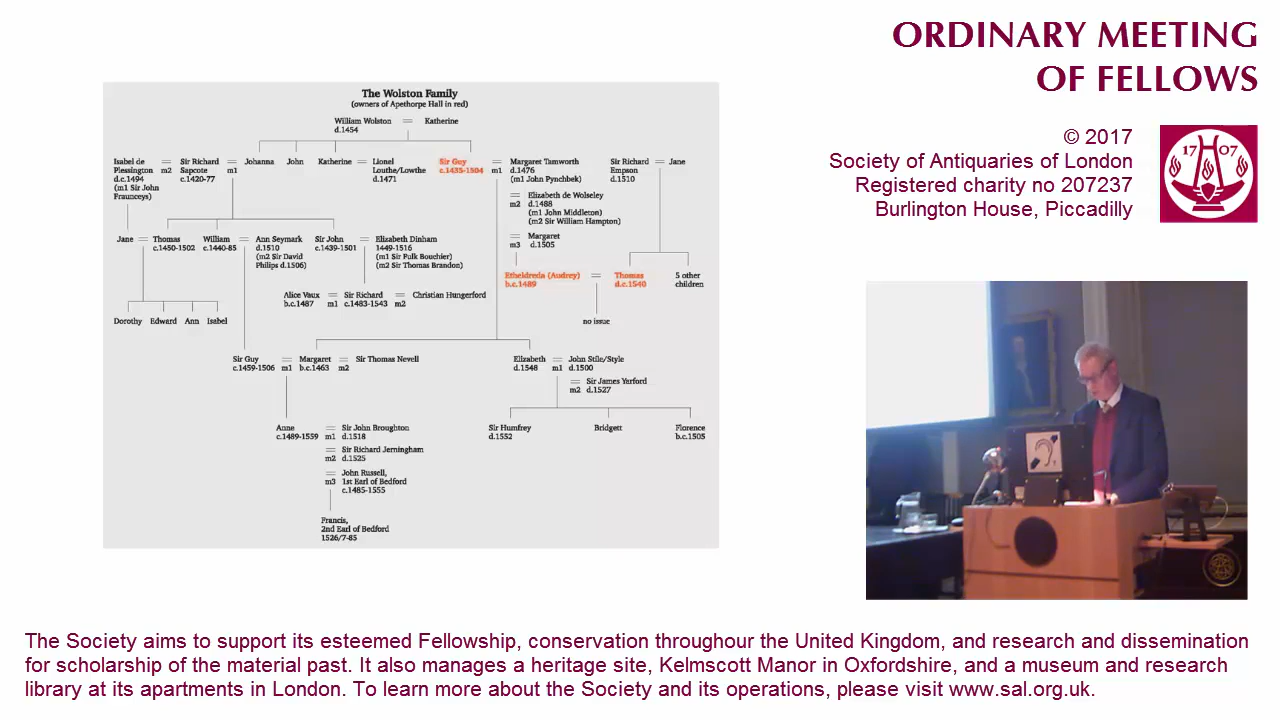 ORDINARY MEETING
OF FELLOWS
© 2017
Society of Antiquaries of London
Registered charity no 207237
Burlington House, Piccadilly
17 07
The Wolston Family
(owners of Apethorpe Hall in red)
William Wolston = Katherine
d.1454
Isabel de = Sir Richard = Johanna John Katherine = Lionel Sir Guy = Margaret Tamworth Sir Richard = Jane
Plessington m2 Sapcote m1 Louthe/Lowthe c.1435-1504 m1 d.1476 Empson
d.c.1494 c.1420-77 d.1471 (m1 John Pynchbek) d.1510
(m1 Sir John
Fraunceys)
= Elizabeth de Wolseley
m2 d.1488
(m1 John Middleton)
(m2 Sir William Hampton)
= Margaret
m3 d.1505
Jane = Thomas William = Ann Seymark Sir John = Elizabeth Dinham
c.1450-1502 c.1440-85 d.1510 c.1439-1501 1449-1516
(m2 Sir David (m1 Sir Fulk Bouchier)
Philips d.1506) (m2 Sir Thomas Brandon)
Etheldreda (Audrey) = Thomas 5 other
b.c.1489 d.c.1540 children
Alice Vaux = Sir Richard = Christian Hungerford
b.c.1487 m1 c.1483-1543 m2
Dorothy Edward Ann Isabel
no issue
Sir Guy = Margaret = Sir Thomas Nevell Elizabeth = John Stile/Style
c.1459-1506 m1 b.c.1463 m2 d.1548 m1 d.1500
= Sir James Yarford
m2 d.1527
Anne = Sir John Broughton Sir Humfrey Bridgett Florence
c.1489-1559 m1 d.1518 d.1552 b.c.1505
= Sir Richard Jerningham
m2 d.1525
= John Russell,
m3 1st Earl of Bedford
c.1485-1555
Francis,
2nd Earl of Bedford
1526/7-85
The Society aims to support its esteemed Fellowship, conservation throughour the United Kingdom, and research and dissemination
for scholarship of the material past. It also manages a heritage site, Kelmscott Manor in Oxfordshire, and a museum and research
library at its apartments in London. To learn more about the Society and its operations, please visit www.sal.org.uk.